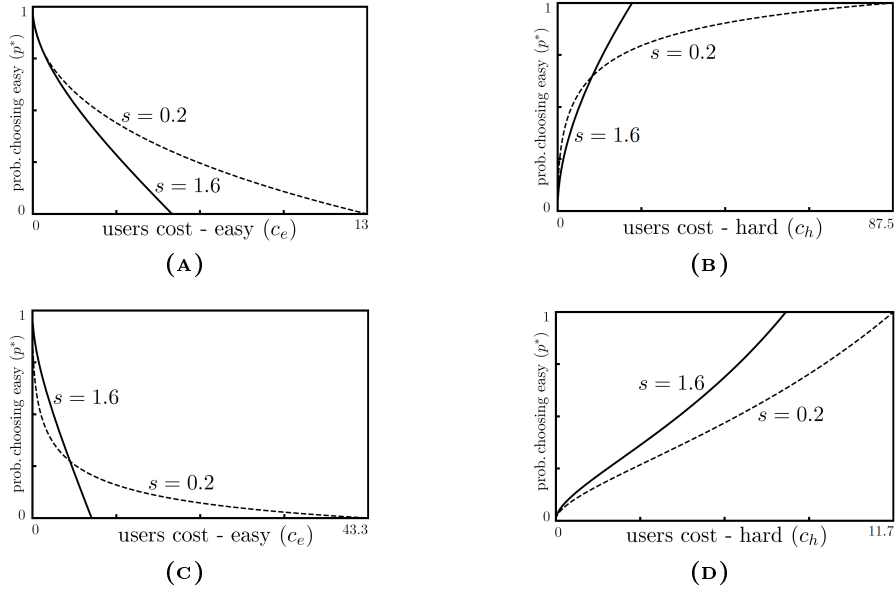 1
prob. choosing easy (p*)
s = 0.2
s = 1.6
0
0
13
users cost - easy (c_e)
(A)
1
prob. choosing easy (p*)
s = 0.2
s = 1.6
0
0
87.5
users cost - hard (c_h)
(B)
1
prob. choosing easy (p*)
s = 1.6
s = 0.2
0
0
43.3
users cost - easy (c_e)
(C)
1
prob. choosing easy (p*)
s = 1.6
s = 0.2
0
0
11.7
users cost - hard (c_h)
(D)